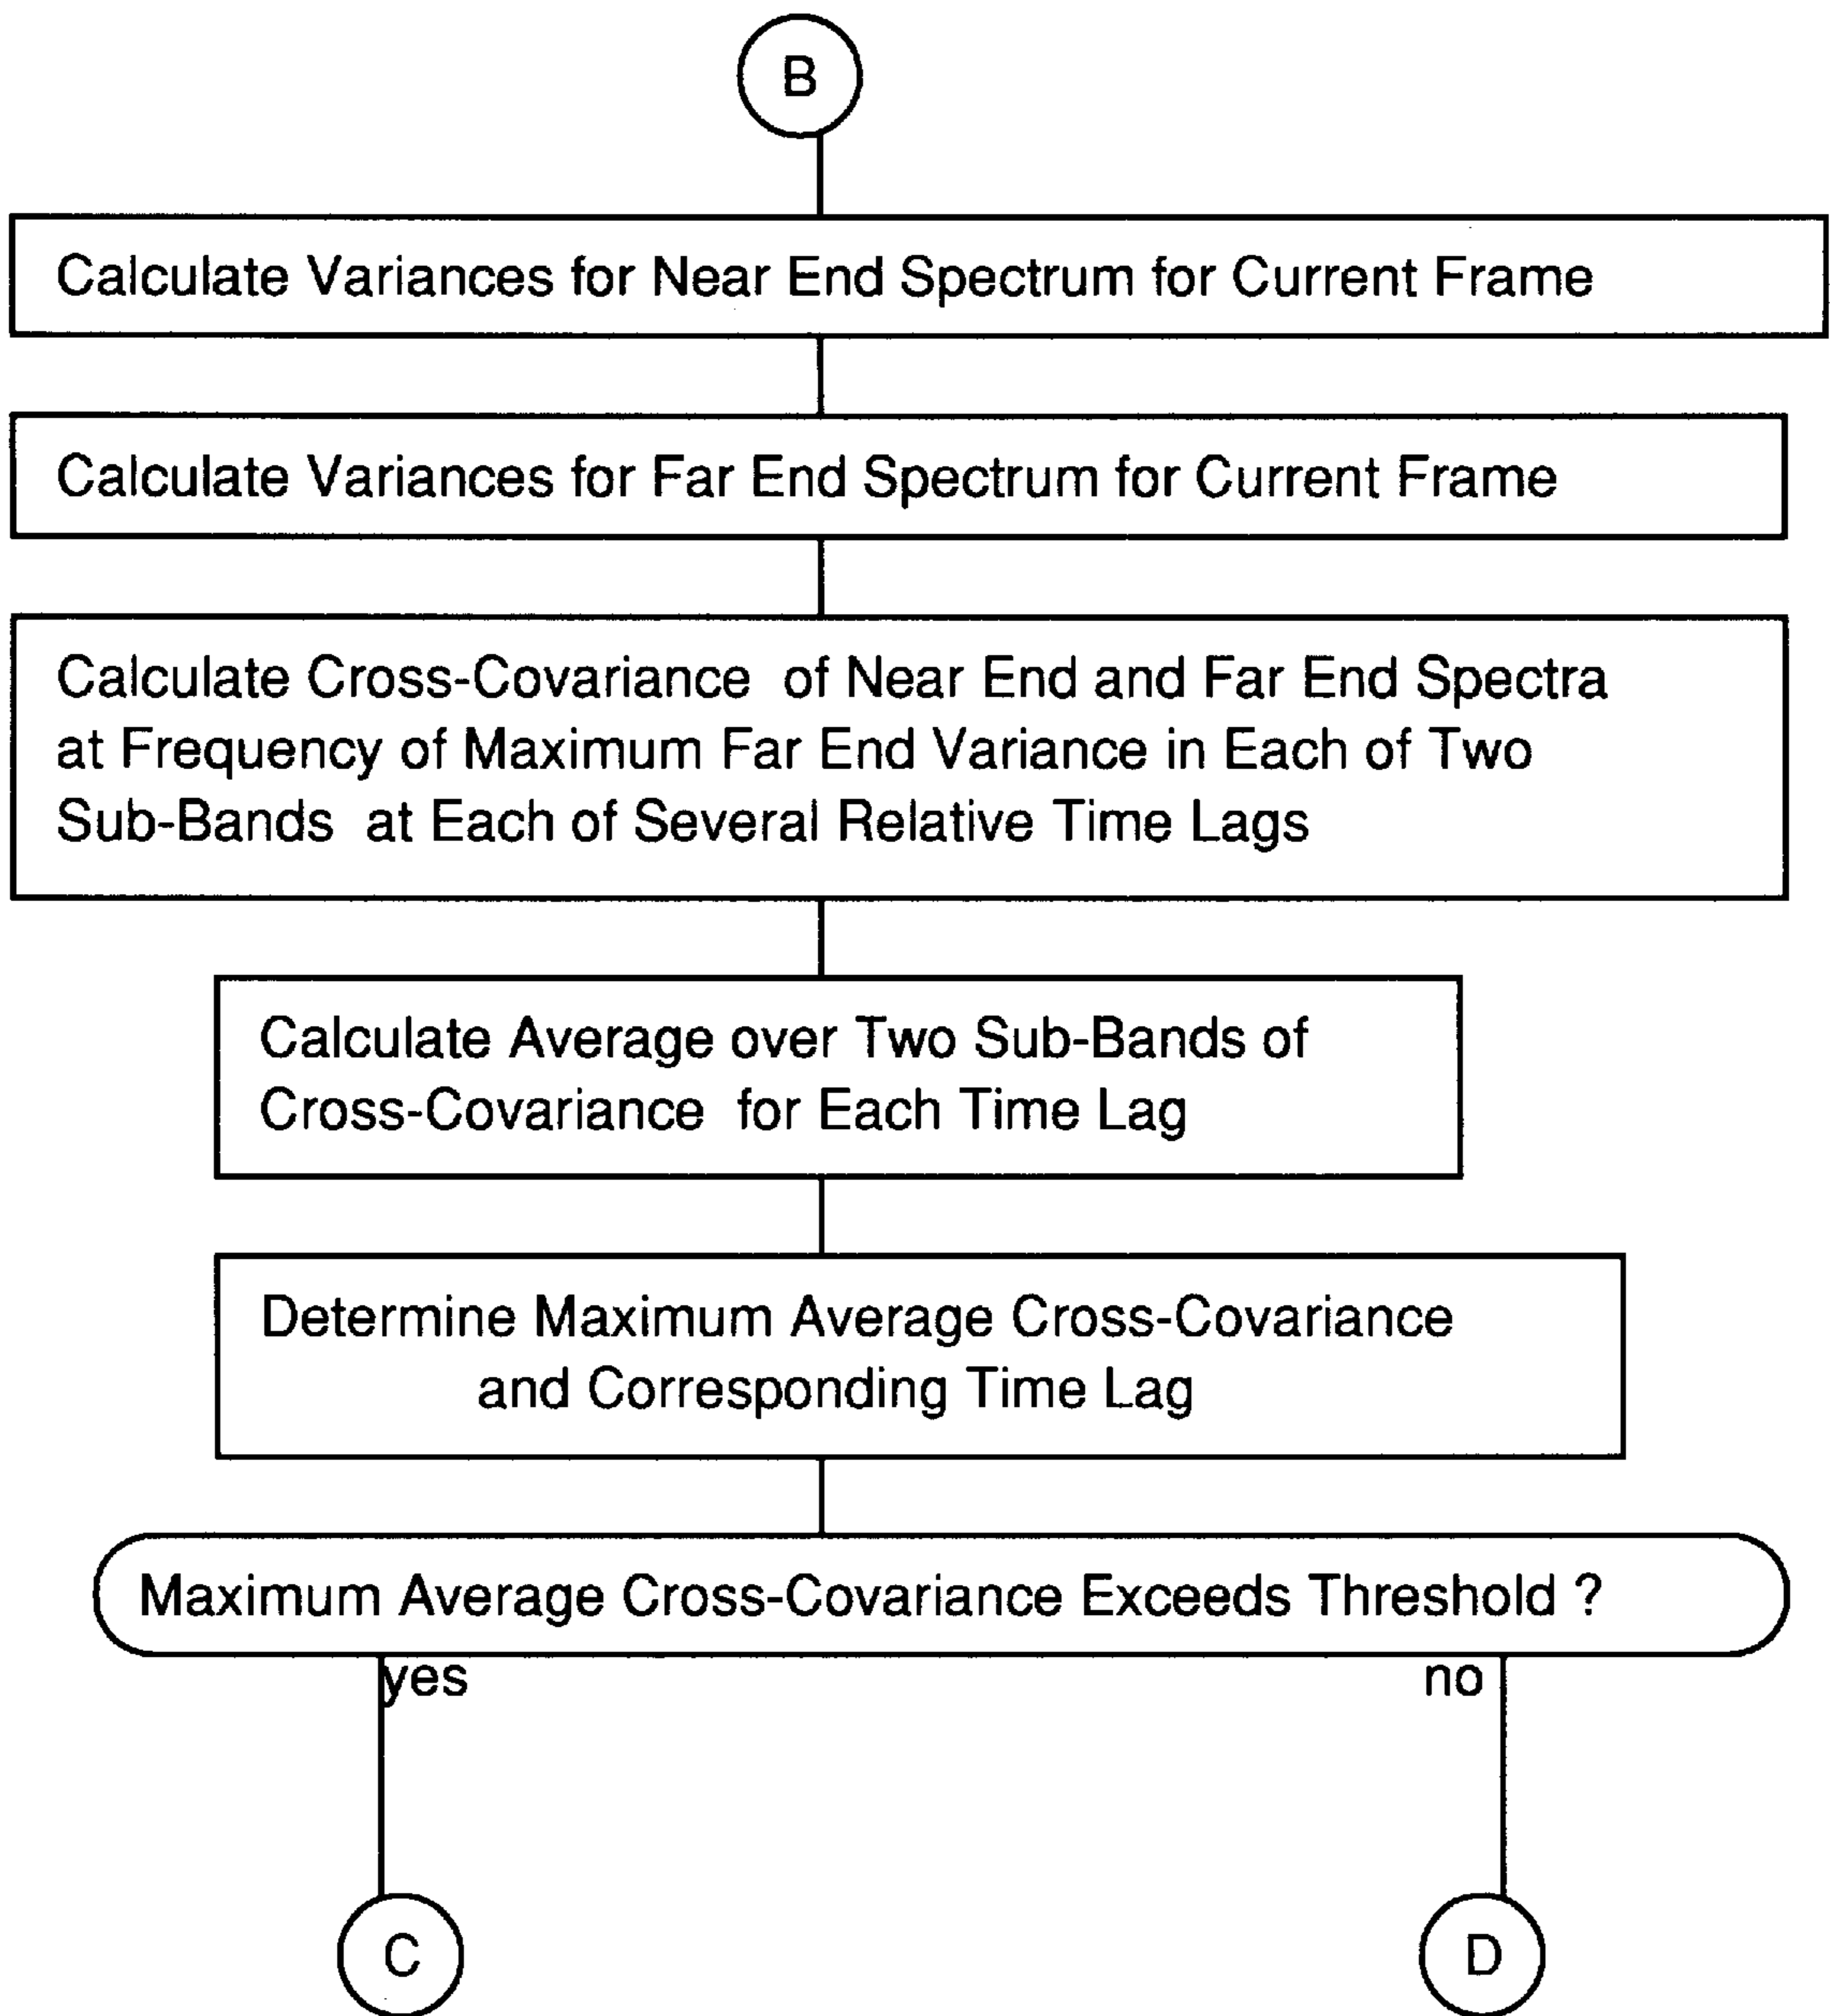 B
Calculate Variances for Near End Spectrum for Current Frame
Calculate Variances for Far End Spectrum for Current Frame
Calculate Cross-Covariance of Near End and Far End Spectra
at Frequency of Maximum Far End Variance in Each of Two
Sub-Bands at Each of Several Relative Time Lags
Calculate Average over Two Sub-Bands of
Cross-Covariance for Each Time Lag
Determine Maximum Average Cross-Covariance
and Corresponding Time Lag
Maximum Average Cross-Covariance Exceeds Threshold ?
yes
no
C
D